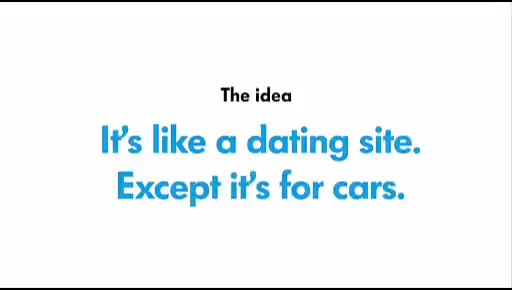 The idea
It's like a dating site.
Except it's for cars.